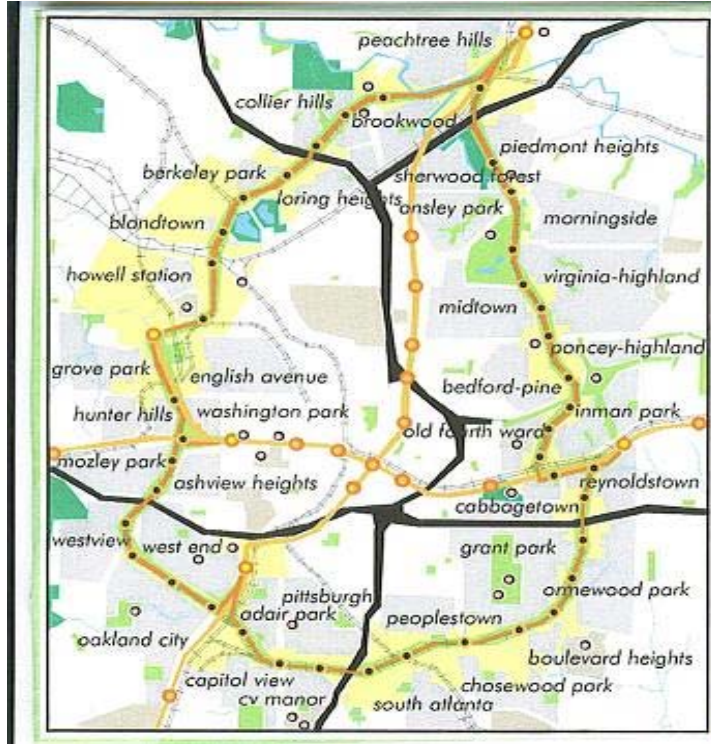 peachtree hills
collier hills
brookwood
piedmont heights
berkeley park
sherwood forest
loring heights
ansley park
blandtown
morningside
howell station
virginia-highland
midtown
poncey-highland
grove park
english avenue
bedford-pine
hunter hills
washington park
inman park
old fourth ward
mozley park
ashview heights
reynoldstown
cabbagetown
westview
west end
grant park
pittsburgh
ormewood park
adair park
peoplestown
oakland city
boulevard heights
capitol view
chosewood park
cv manor
south atlanta